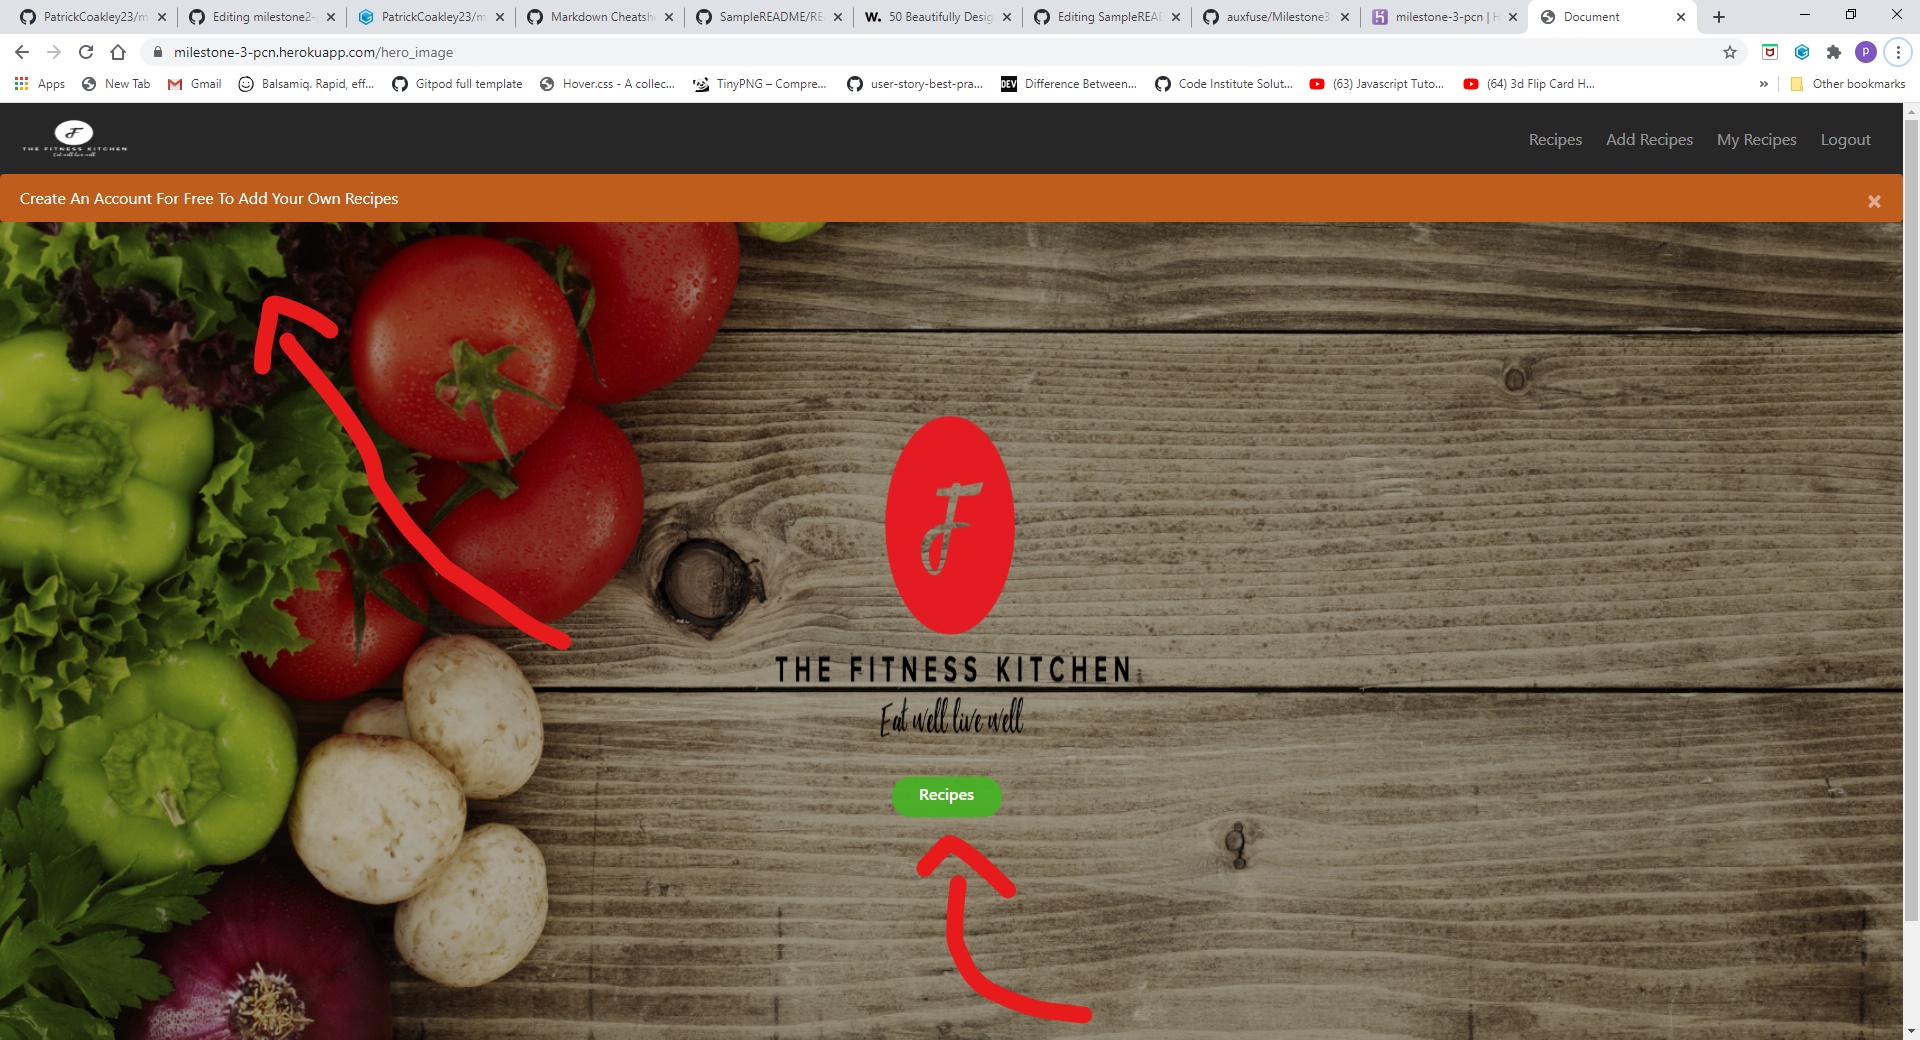 PatrickCoakley23/m
Editing milestone2-
PatrickCoakley23/m
Markdown Cheatsh
SampleREADME/RE
W. 50 Beautifully Desig
Editing SampleREAD
auxfuse/Milestone3
milestone-3-pcn | H
Document
milestone-3-pcn.herokuapp.com/hero_image
P
Apps
New Tab
Gmail
Balsamiq. Rapid, eff...
Gitpod full template
Hover.css - A collec...
TinyPNG – Compre...
user-story-best-pra...
DEV Difference Between...
Code Institute Solut...
(63) Javascript Tuto...
(64) 3d Flip Card H...
»
Other bookmarks
F
THE FITNESS KITCHEN
Eat well live well
Recipes
Add Recipes
My Recipes
Logout
Create An Account For Free To Add Your Own Recipes
×
F
THE FITNESS KITCHEN
Eat well live well
Recipes